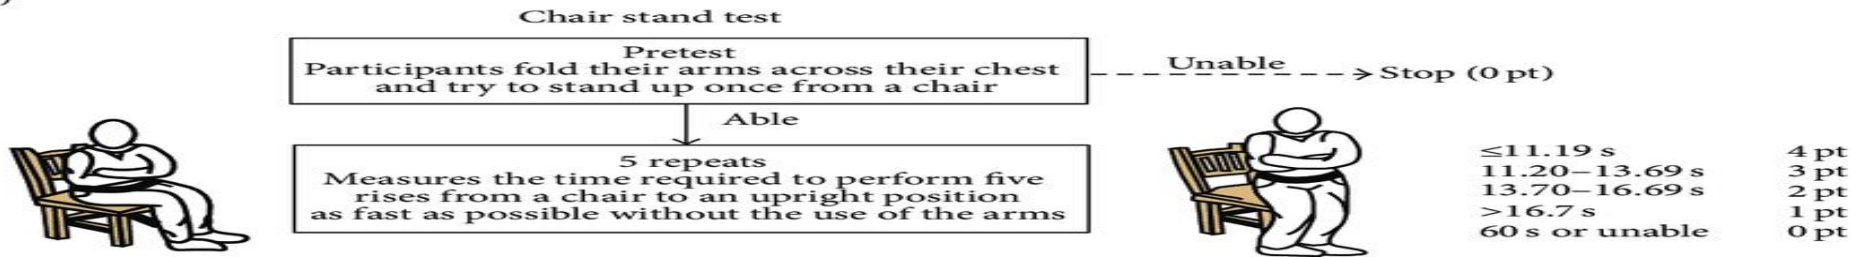 Chair stand test
Pretest
Participants fold their arms across their chest
and try to stand up once from a chair
Unable
Stop (0 pt)
Able
5 repeats
Measures the time required to perform five
rises from a chair to an upright position
as fast as possible without the use of the arms
≤11.19 s 4 pt
11.20–13.69 s 3 pt
13.70–16.69 s 2 pt
>16.7 s 1 pt
60 s or unable 0 pt